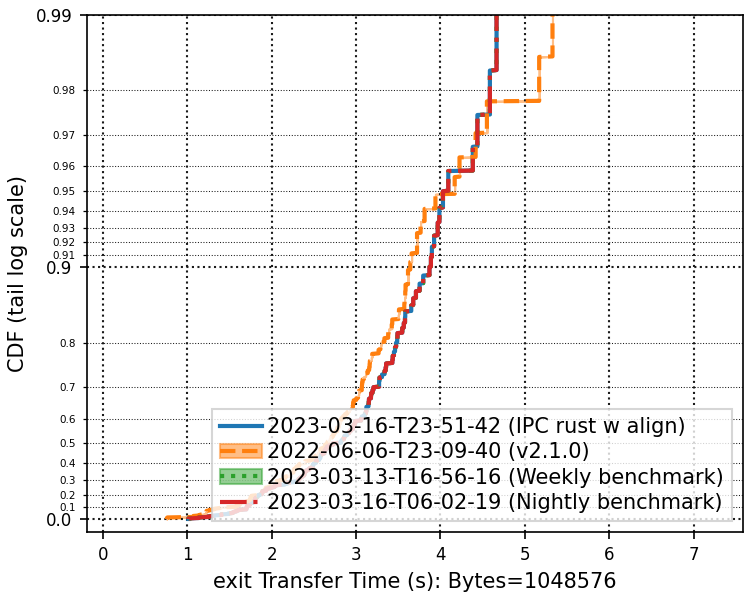 0.99
0.98
0.97
0.96
0.95
0.94
0.93
0.92
0.91
0.9
0.8
0.7
0.6
0.5
0.4
0.3
0.2
0.1
0.0
CDF (tail log scale)
2023-03-16-T23-51-42 (IPC rust w align)
2022-06-06-T23-09-40 (v2.1.0)
2023-03-13-T16-56-16 (Weekly benchmark)
2023-03-16-T06-02-19 (Nightly benchmark)
0 1 2 3 4 5 6 7
exit Transfer Time (s): Bytes=1048576